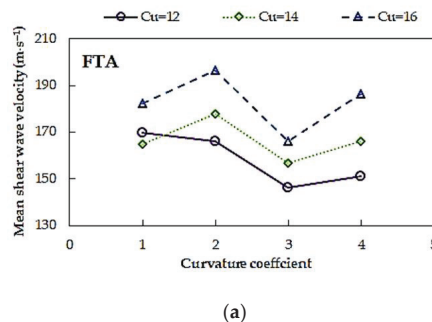 Cu=12 Cu=14 Cu=16
210
190
170
150
130
Mean shear wave velocity (m·s⁻¹)
FTA
0 1 2 3 4 5
Curvature coeffcient
(a)